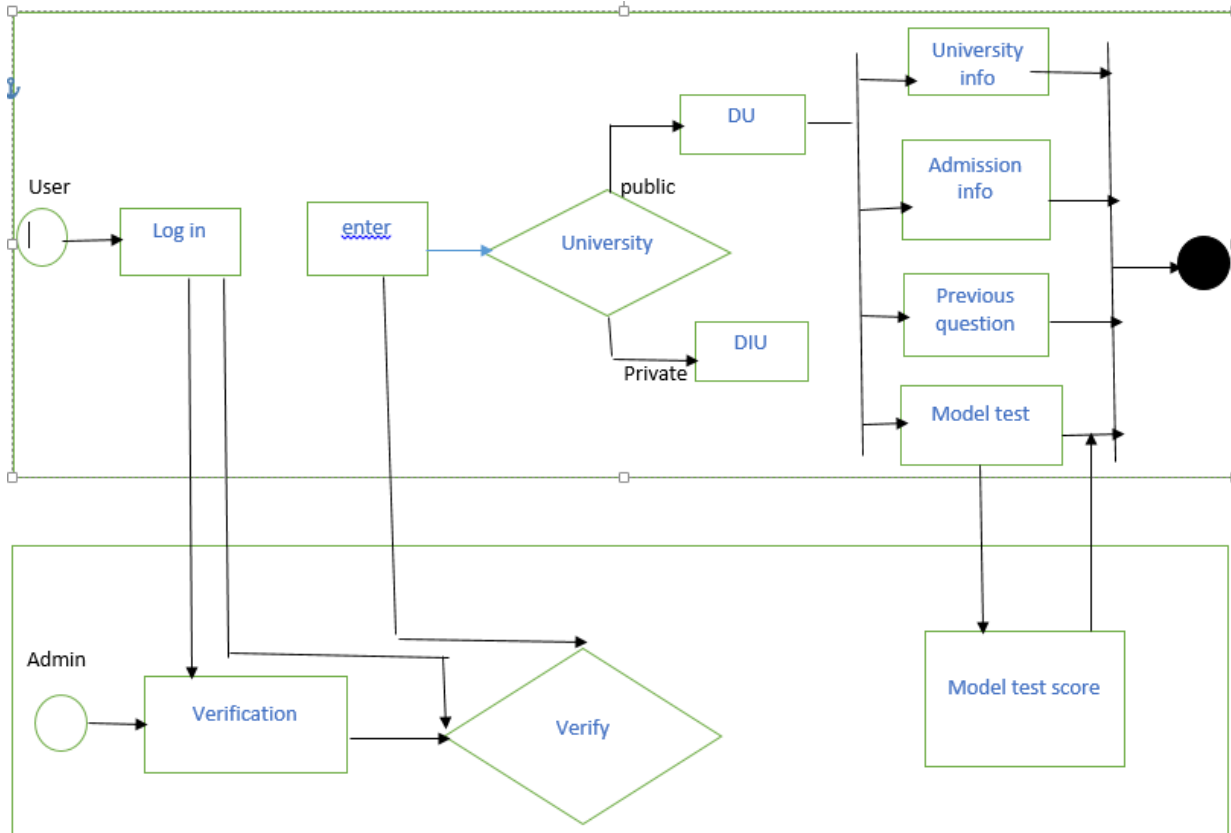 University
info
DU
public
Admission
info
User
Log in
enter
University
Previous
question
DIU
Private
Model test
Admin
Verification
Verify
Model test score